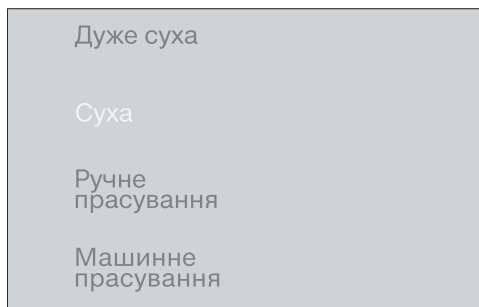 Дуже суха
Суха
Ручне
прасування
Машинне
прасування